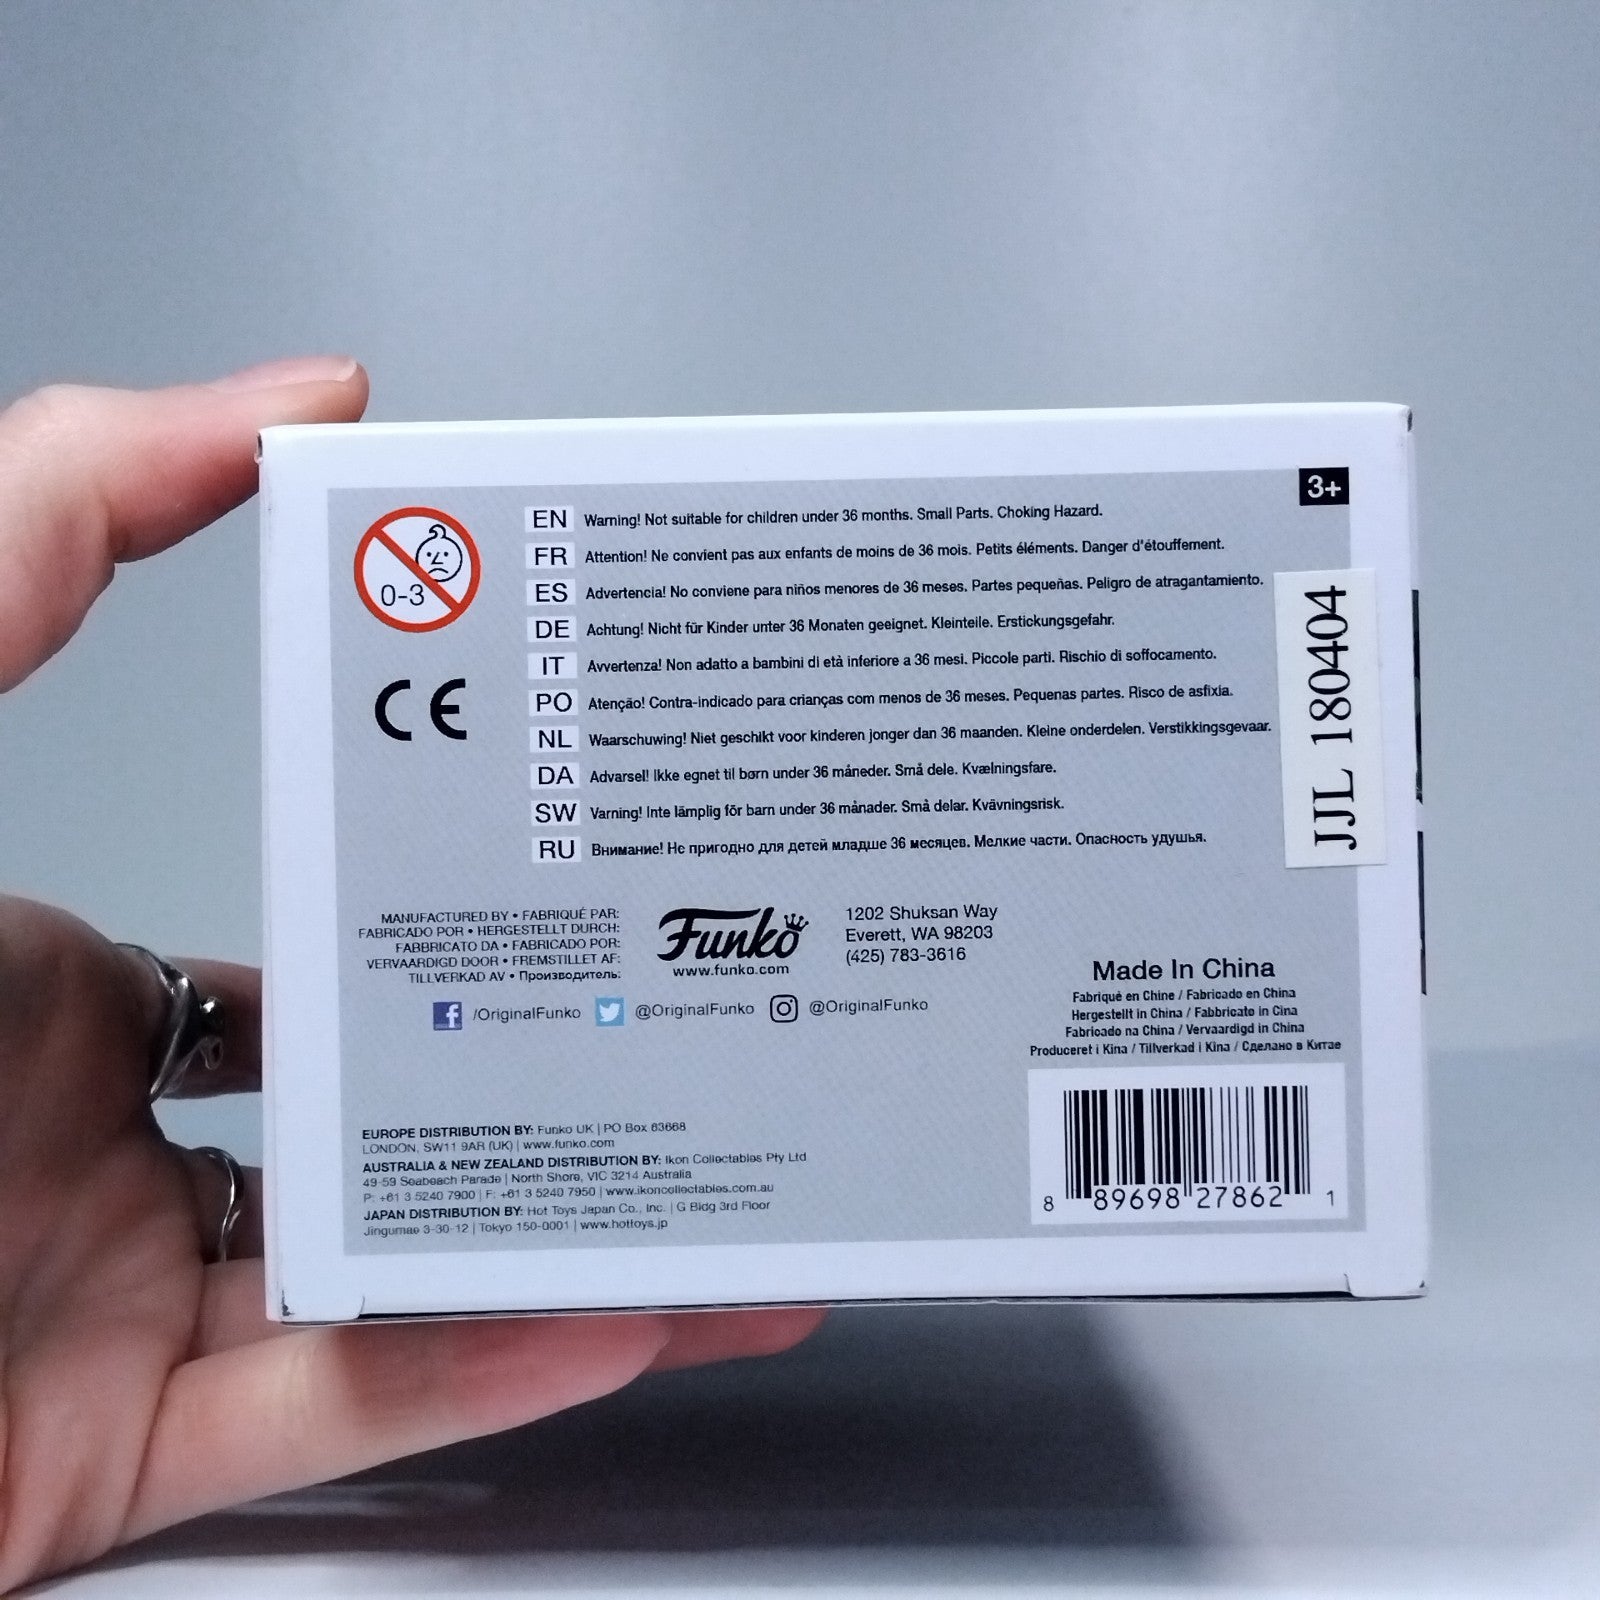 3+
0-3
EN Warning! Not suitable for children under 36 months. Small Parts. Choking Hazard.
FR Attention! Ne convient pas aux enfants de moins de 36 mois. Petits éléments. Danger d'étouffement.
ES Advertencia! No conviene para niños menores de 36 meses. Partes pequeñas. Peligro de atragantamiento.
DE Achtung! Nicht für Kinder unter 36 Monaten geeignet. Kleinteile. Erstickungsgefahr.
IT Avvertenza! Non adatto a bambini di età inferiore a 36 mesi. Piccole parti. Rischio di soffocamento.
PO Atenção! Contra-indicado para crianças com menos de 36 meses. Pequenas partes. Risco de asfixia.
NL Waarschuwing! Niet geschikt voor kinderen jonger dan 36 maanden. Kleine onderdelen. Verstikkingsgevaar.
DA Advarsel! Ikke egnet til børn under 36 måneder. Små dele. Kvælningsfare.
SW Varning! Inte lämplig för barn under 36 månader. Små delar. Kvävningsrisk.
RU Внимание! Не пригодно для детей младше 36 месяцев. Мелкие части. Опасность удушья.
CE
JJL 180404
MANUFACTURED BY • FABRIQUÉ PAR:
FABRICADO POR • HERGESTELLT DURCH:
FABBRICATO DA • FABRICADO POR:
VERVAARDIGD DOOR • FREMSTILLET AF:
TILLVERKAD AV • Производитель:
Funko
www.funko.com
1202 Shuksan Way
Everett, WA 98203
(425) 783-3616
/OriginalFunko @OriginalFunko @OriginalFunko
Made In China
Fabriqué en Chine / Fabricado en China
Hergestellt in China / Fabbricato in Cina
Fabricado na China / Vervaardigd in China
Produceret i Kina / Tillverkad i Kina / Сделано в Китае
EUROPE DISTRIBUTION BY: Funko UK | PO Box 63668
LONDON, SW11 9AR (UK) | www.funko.com
AUSTRALIA & NEW ZEALAND DISTRIBUTION BY: Ikon Collectables Pty Ltd
49-59 Seabeach Parade | North Shore, VIC 3214 Australia
P: +61 3 5240 7900 | F: +61 3 5240 7950 | www.ikoncollectables.com.au
JAPAN DISTRIBUTION BY: Hot Toys Japan Co., Inc. | G Bldg 3rd Floor
Jingumae 3-30-12 | Tokyo 150-0001 | www.hottoys.jp
8 89698 27862 1